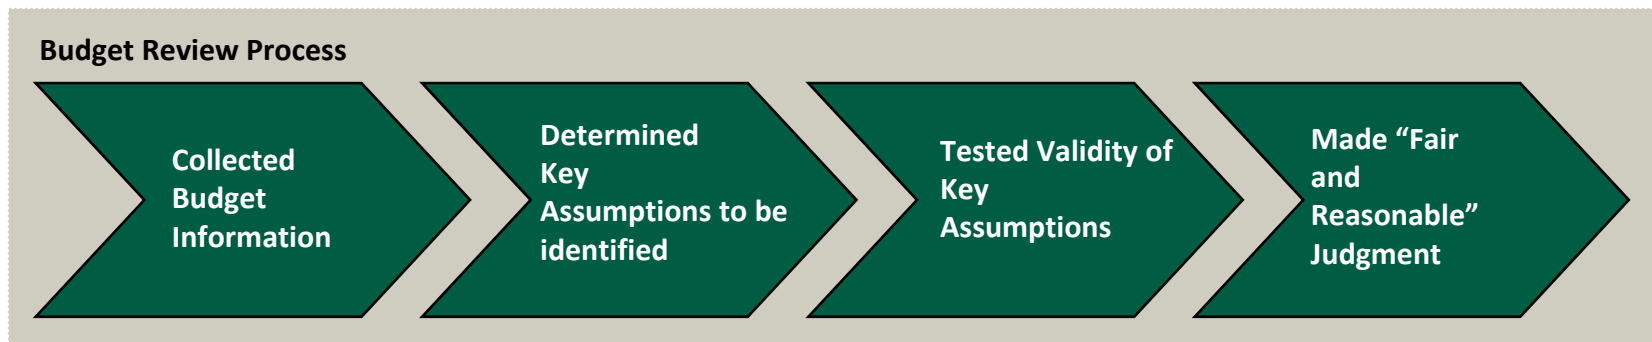 Budget Review Process
Collected
Budget
Information
Determined
Key
Assumptions to be
identified
Tested Validity of
Key
Assumptions
Made “Fair
and
Reasonable”
Judgment